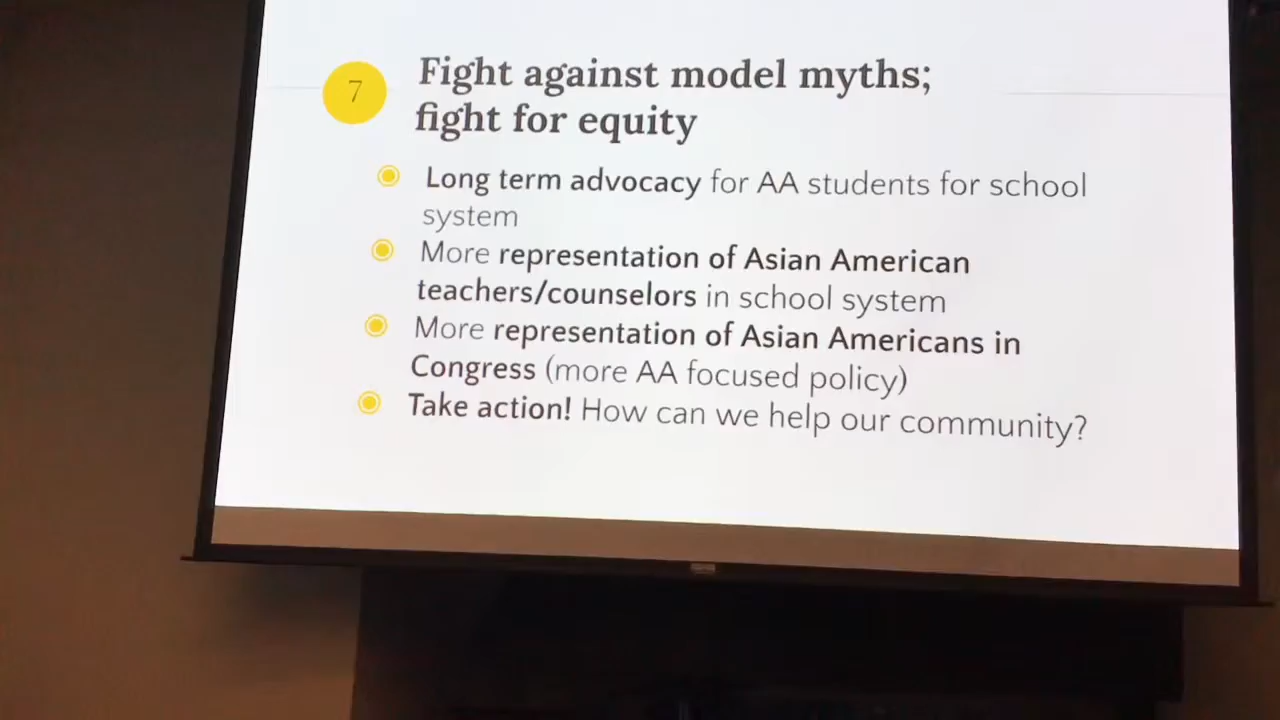 7
Fight against model myths;
fight for equity
Long term advocacy for AA students for school
system
More representation of Asian American
teachers/counselors in school system
More representation of Asian Americans in
Congress (more AA focused policy)
Take action! How can we help our community?